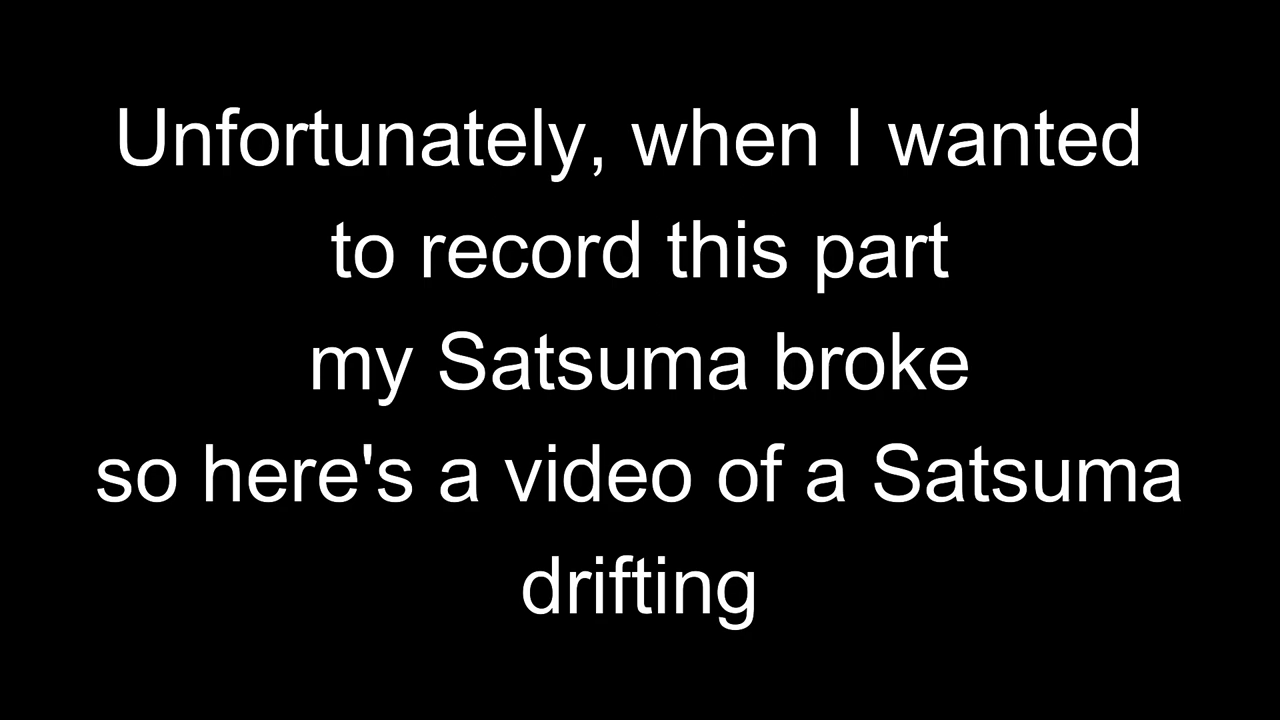 Unfortunately, when I wanted
to record this part
my Satsuma broke
so here's a video of a Satsuma
drifting